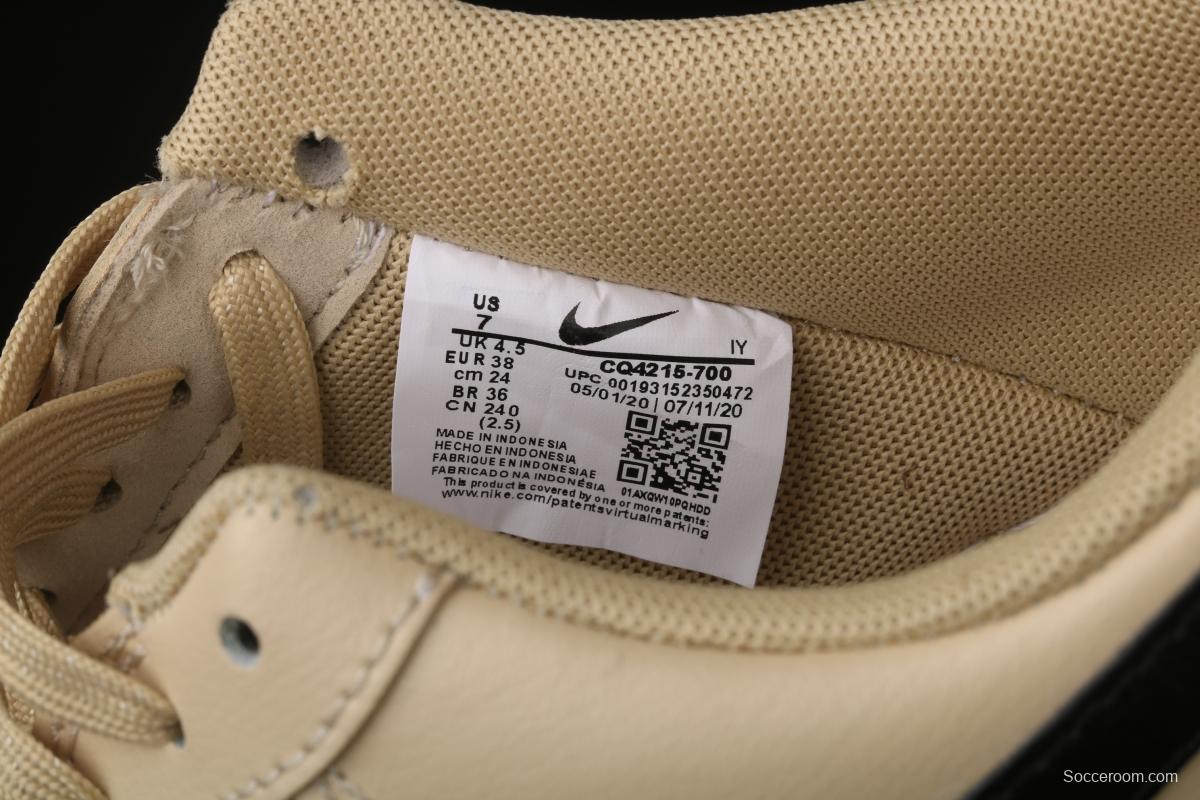 US
7
IY
UK 4.5
EUR 38
cm 24
BR 36
CN 240
(2.5)
CQ4215-700
UPC 00193152350472
05/01/20 | 07/11/20
MADE IN INDONESIA
HECHO EN INDONESIA
FABRIQUE EN INDONESIAE
FABRICADO NA INDONÉSIA
01AXQW10PQHDD
This product is covered by one or more patents:
www.nike.com/patentsvirtualmarking
Socceroom.com